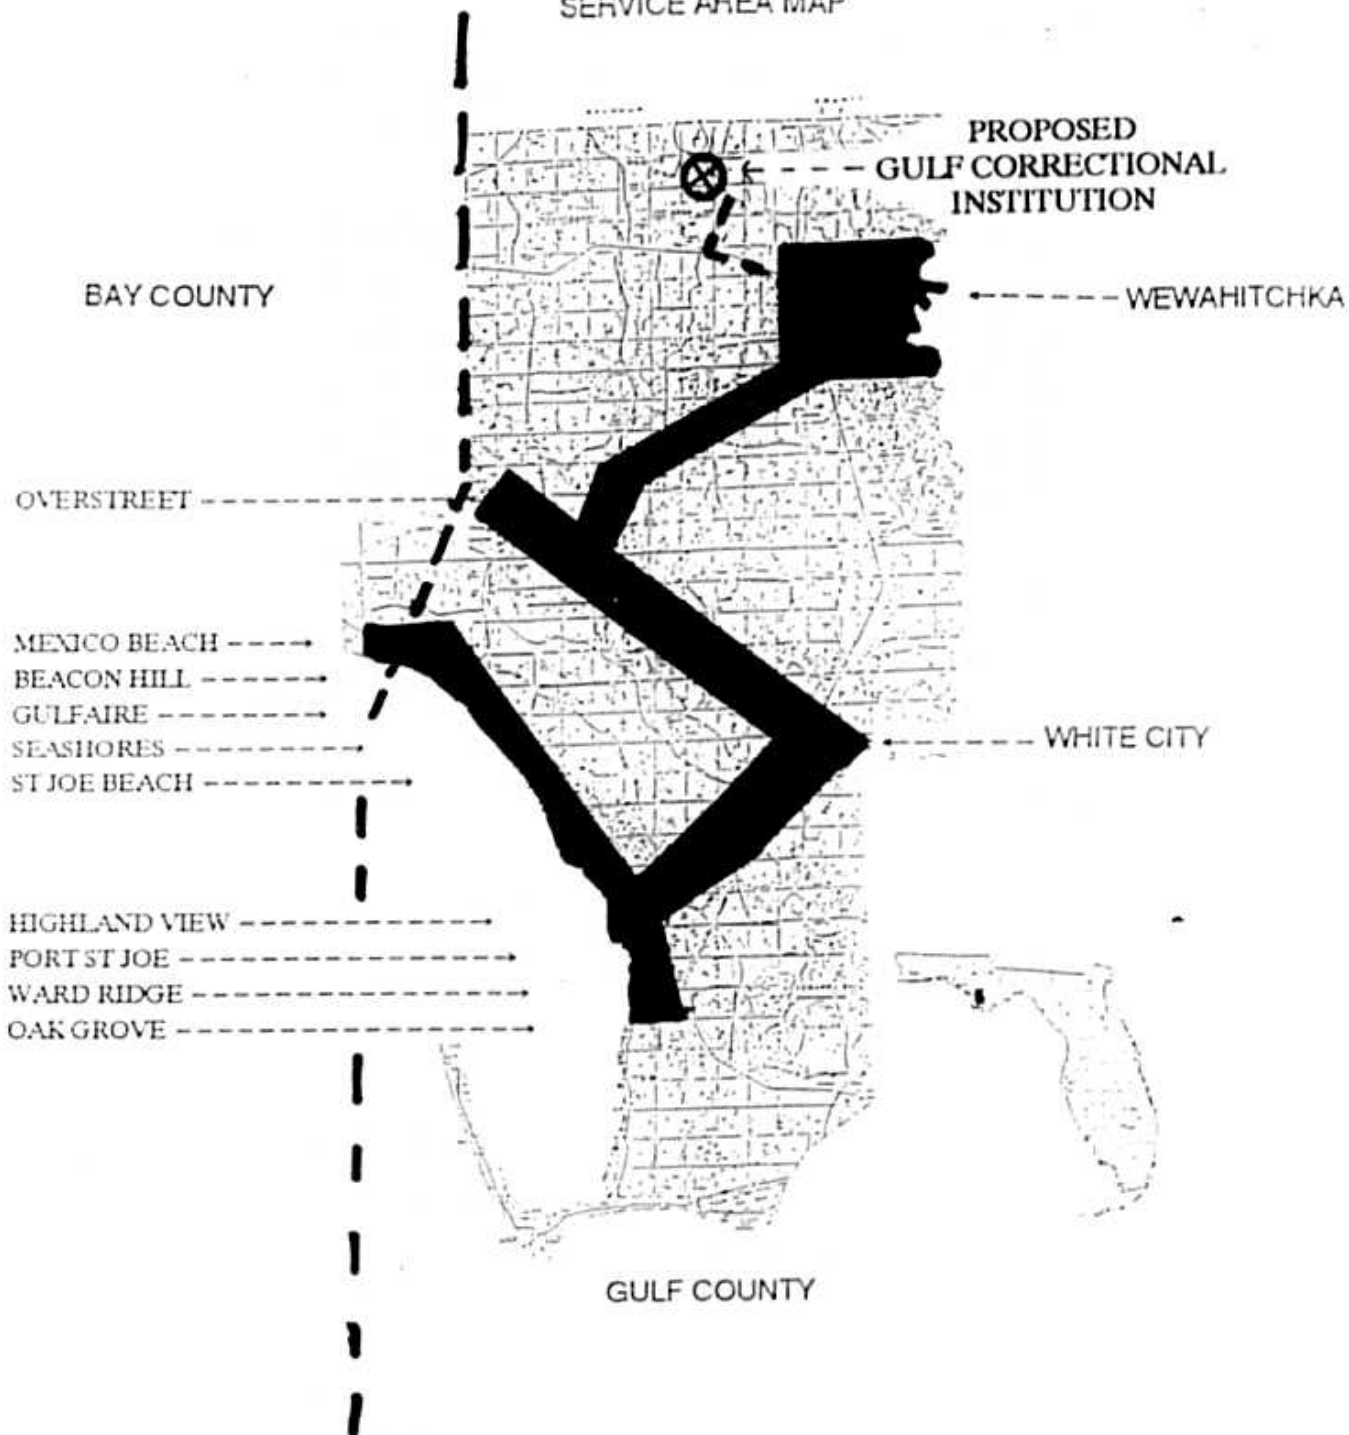 SERVICE AREA MAP
PROPOSED
GULF CORRECTIONAL
INSTITUTION
BAY COUNTY
WEWAHITCHKA
OVERSTREET
MEXICO BEACH
BEACON HILL
GULFAIRE
SEASHORES
ST JOE BEACH
WHITE CITY
HIGHLAND VIEW
PORT ST JOE
WARD RIDGE
OAK GROVE
GULF COUNTY